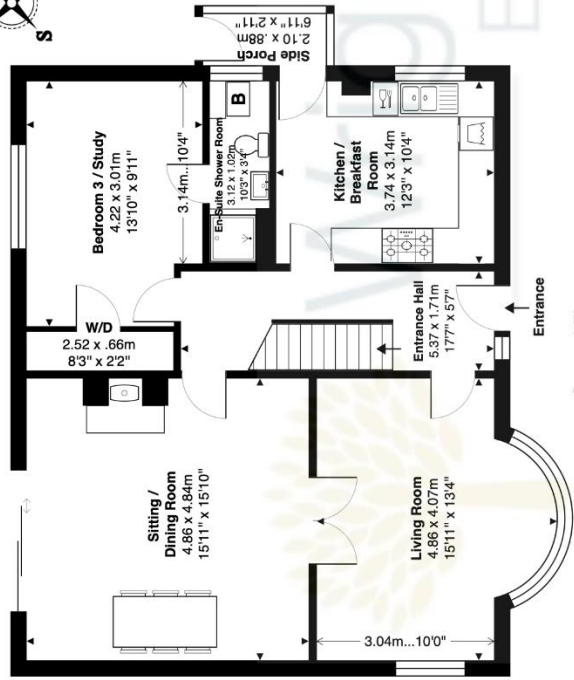 S
Side Porch
2.10 x .88m
6'11" x 2'11"
Bedroom 3 / Study
4.22 x 3.01m
13'10" x 9'11"
3.14m...10'4"
En-Suite Shower Room
3.12 x 1.02m
10'3" x 3'4"
B
Kitchen /
Breakfast
Room
3.74 x 3.14m
12'3" x 10'4"
W/D
2.52 x .66m
8'3" x 2'2"
Entrance Hall
5.37 x 1.71m
17'7" x 5'7"
Entrance
Sitting /
Dining Room
4.86 x 4.84m
15'11" x 15'10"
Living Room
4.86 x 4.07m
15'11" x 13'4"
3.04m...10'0"